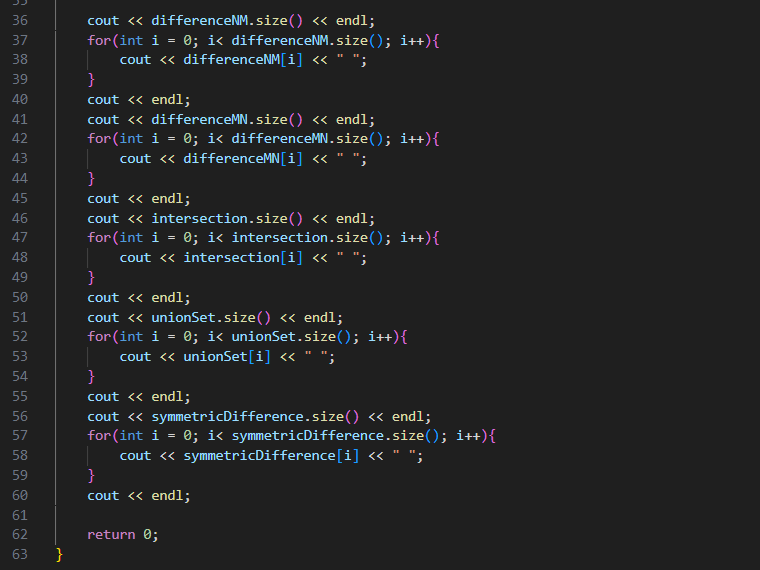 36 cout << differenceNM.size() << endl;
37 for(int i = 0; i< differenceNM.size(); i++){
38 cout << differenceNM[i] << " ";
39 }
40 cout << endl;
41 cout << differenceMN.size() << endl;
42 for(int i = 0; i< differenceMN.size(); i++){
43 cout << differenceMN[i] << " ";
44 }
45 cout << endl;
46 cout << intersection.size() << endl;
47 for(int i = 0; i< intersection.size(); i++){
48 cout << intersection[i] << " ";
49 }
50 cout << endl;
51 cout << unionSet.size() << endl;
52 for(int i = 0; i< unionSet.size(); i++){
53 cout << unionSet[i] << " ";
54 }
55 cout << endl;
56 cout << symmetricDifference.size() << endl;
57 for(int i = 0; i< symmetricDifference.size(); i++){
58 cout << symmetricDifference[i] << " ";
59 }
60 cout << endl;
61
62 return 0;
63 }